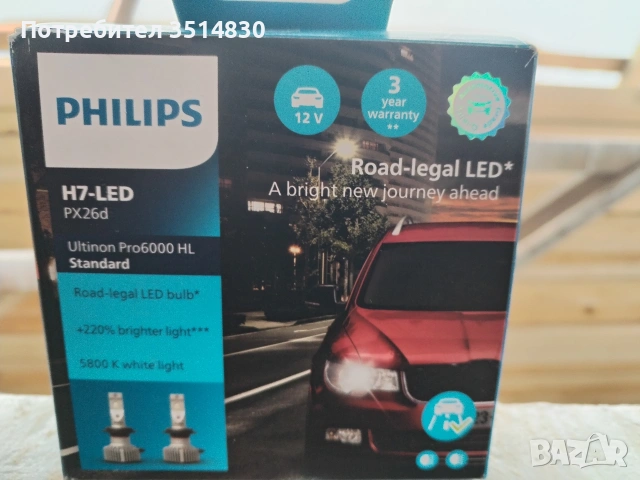 Потребител 3514830
PHILIPS
12 V
3
year
warranty
**
Road-legal LED*
A bright new journey ahead
H7-LED
PX26d
Ultinon Pro6000 HL
Standard
Road-legal LED bulb*
+220% brighter light***
5800 K white light
BAZAR